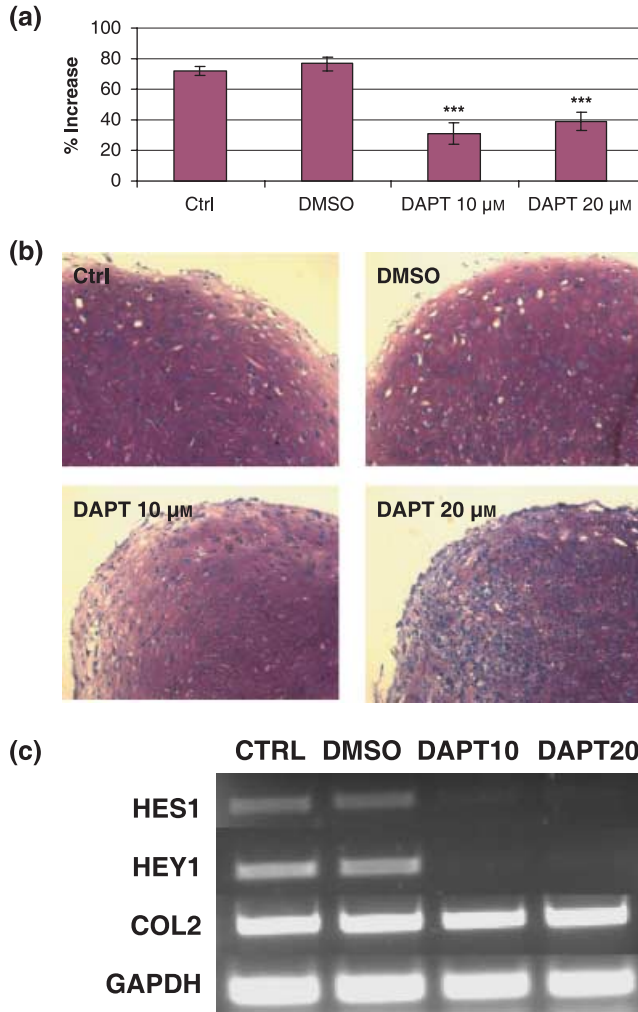 (a)
100
80
60
40
20
0
% Increase
***
***
Ctrl DMSO DAPT 10 µM DAPT 20 µM
(b)
Ctrl DMSO
DAPT 10 µM DAPT 20 µM
(c)
CTRL DMSO DAPT10 DAPT20
HES1
HEY1
COL2
GAPDH